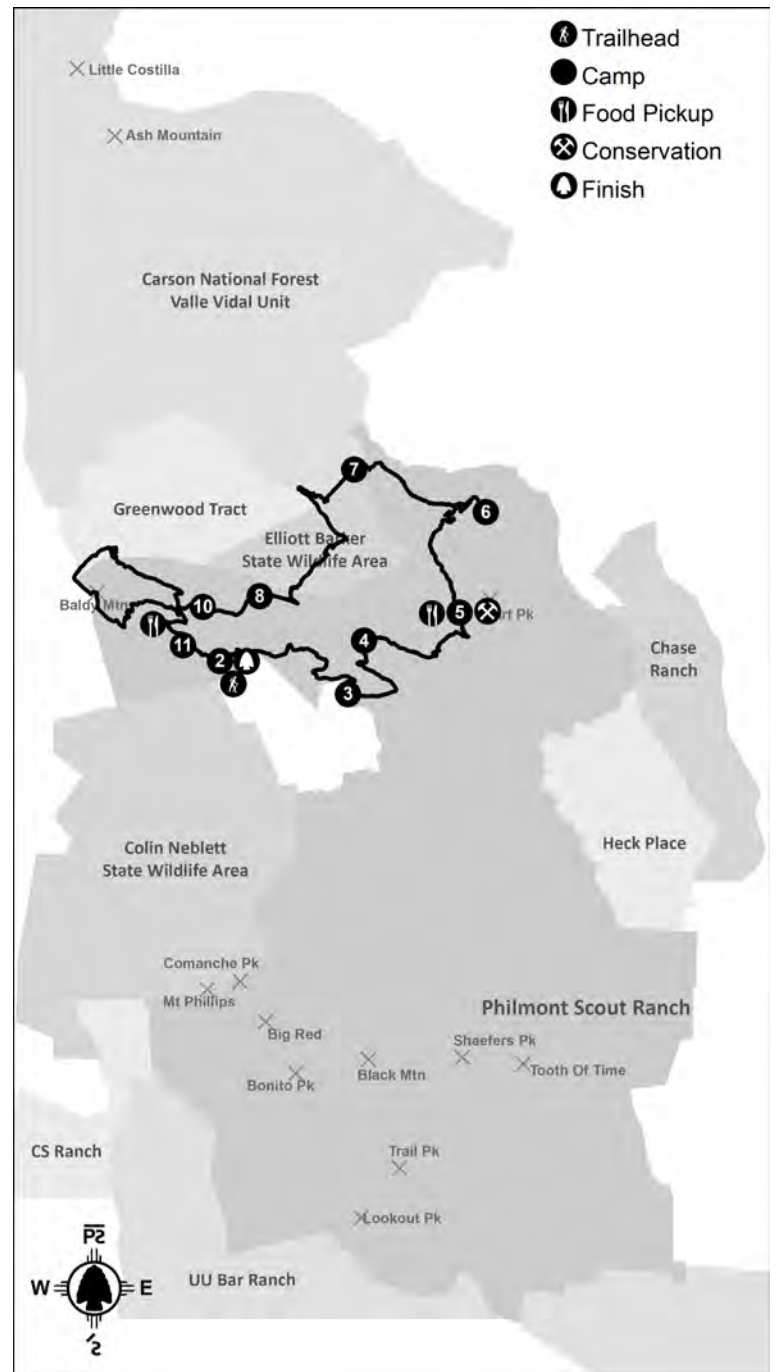 Trailhead
Camp
Food Pickup
Conservation
Finish
Little Costilla
Ash Mountain
Carson National Forest
Valle Vidal Unit
7
6
Greenwood Tract
Elliott Barker
State Wildlife Area
Baldy Mtn
10
8
5
11
2
4
3
Chase
Ranch
Heck Place
Colin Neblett
State Wildlife Area
Comanche Pk
Mt Phillips
Big Red
Bonito Pk
Black Mtn
Philmont Scout Ranch
Shaefers Pk
Tooth Of Time
Trail Pk
Lookout Pk
CS Ranch
UU Bar Ranch
W
E